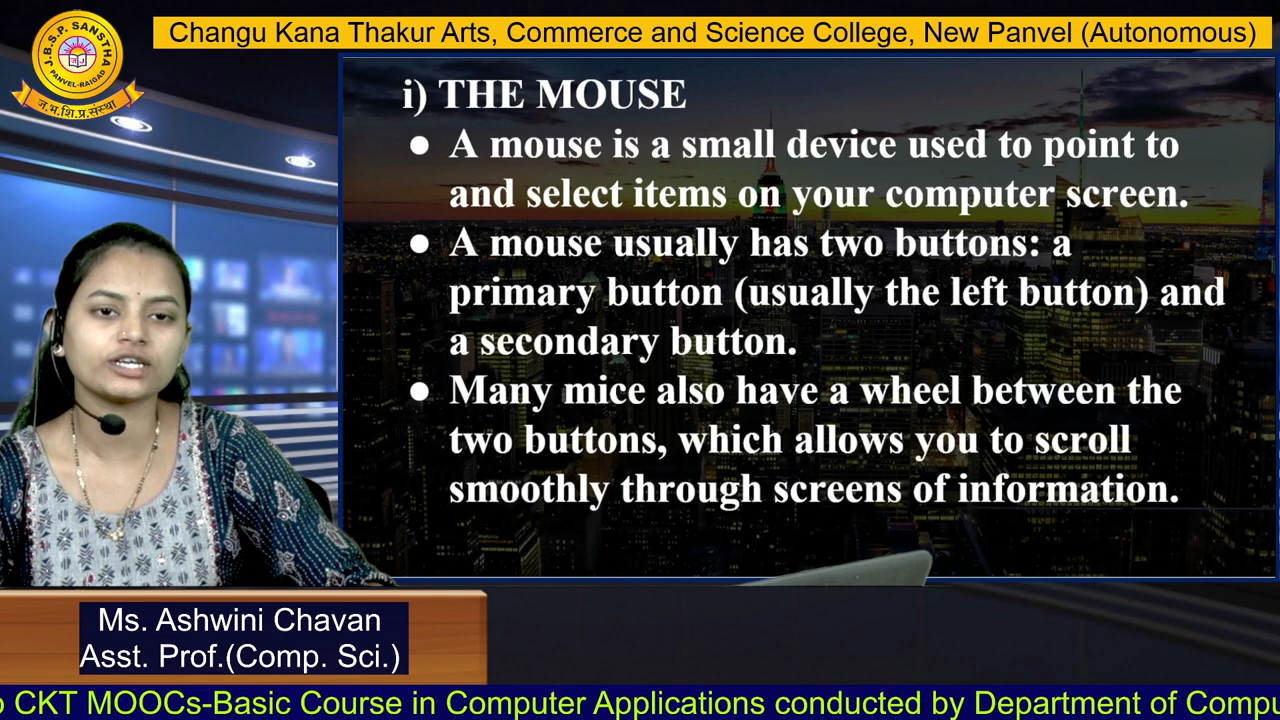 J.B.S.P. SANSTHA
PANVEL-RAIGAD
ज.भ.शि.प्र.संस्था
Changu Kana Thakur Arts, Commerce and Science College, New Panvel (Autonomous)
i) THE MOUSE
● A mouse is a small device used to point to
and select items on your computer screen.
● A mouse usually has two buttons: a
primary button (usually the left button) and
a secondary button.
● Many mice also have a wheel between the
two buttons, which allows you to scroll
smoothly through screens of information.
Ms. Ashwini Chavan
Asst. Prof.(Comp. Sci.)
CKT MOOCs-Basic Course in Computer Applications conducted by Department of